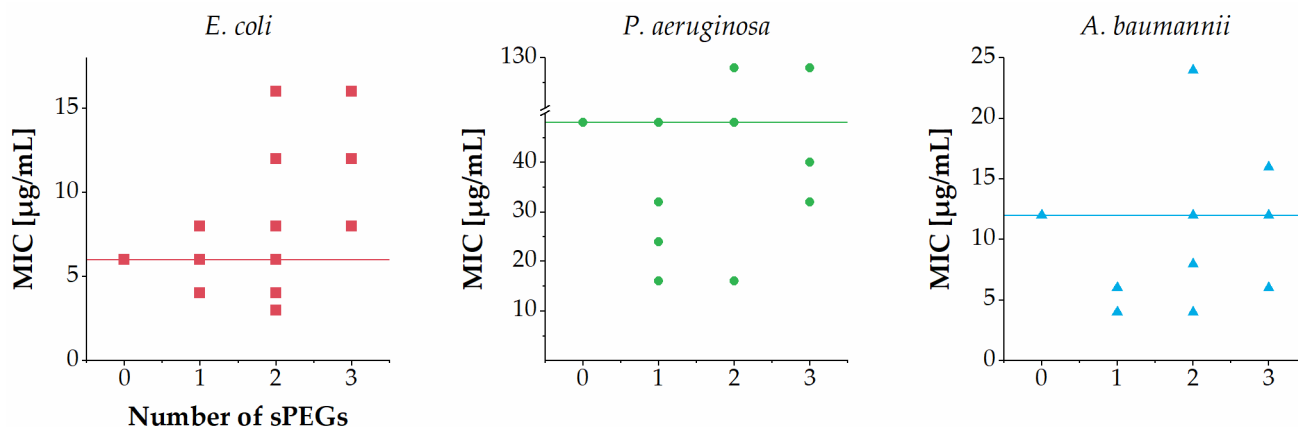 E. coli
P. aeruginosa
A. baumannii
MIC [µg/mL]
15
10
5
0
0 1 2 3
Number of sPEGs
MIC [µg/mL]
130
40
30
20
10
0 1 2 3
MIC [µg/mL]
25
20
15
10
5
0
0 1 2 3